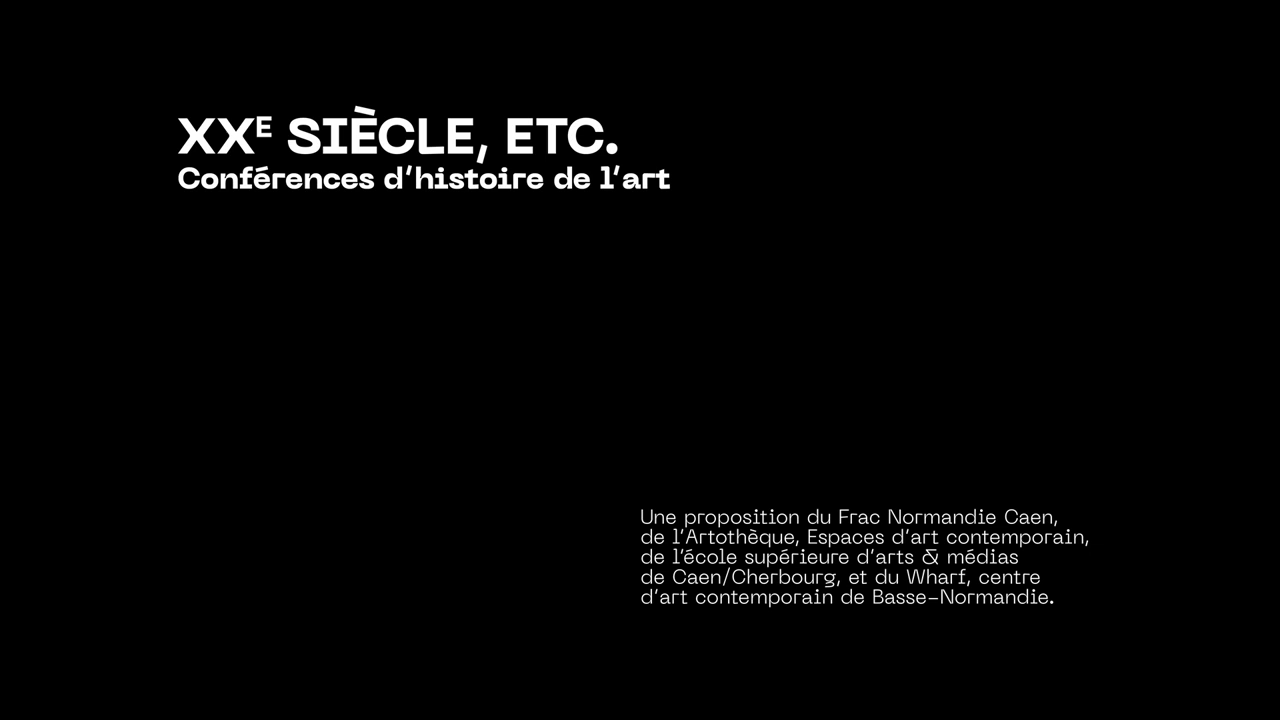 XXE SIÈCLE, ETC.
Conférences d'histoire de l'art
Une proposition du Frac Normandie Caen,
de l'Artothèque, Espaces d'art contemporain,
de l'école supérieure d'arts & médias
de Caen/Cherbourg, et du Wharf, centre
d'art contemporain de Basse-Normandie.